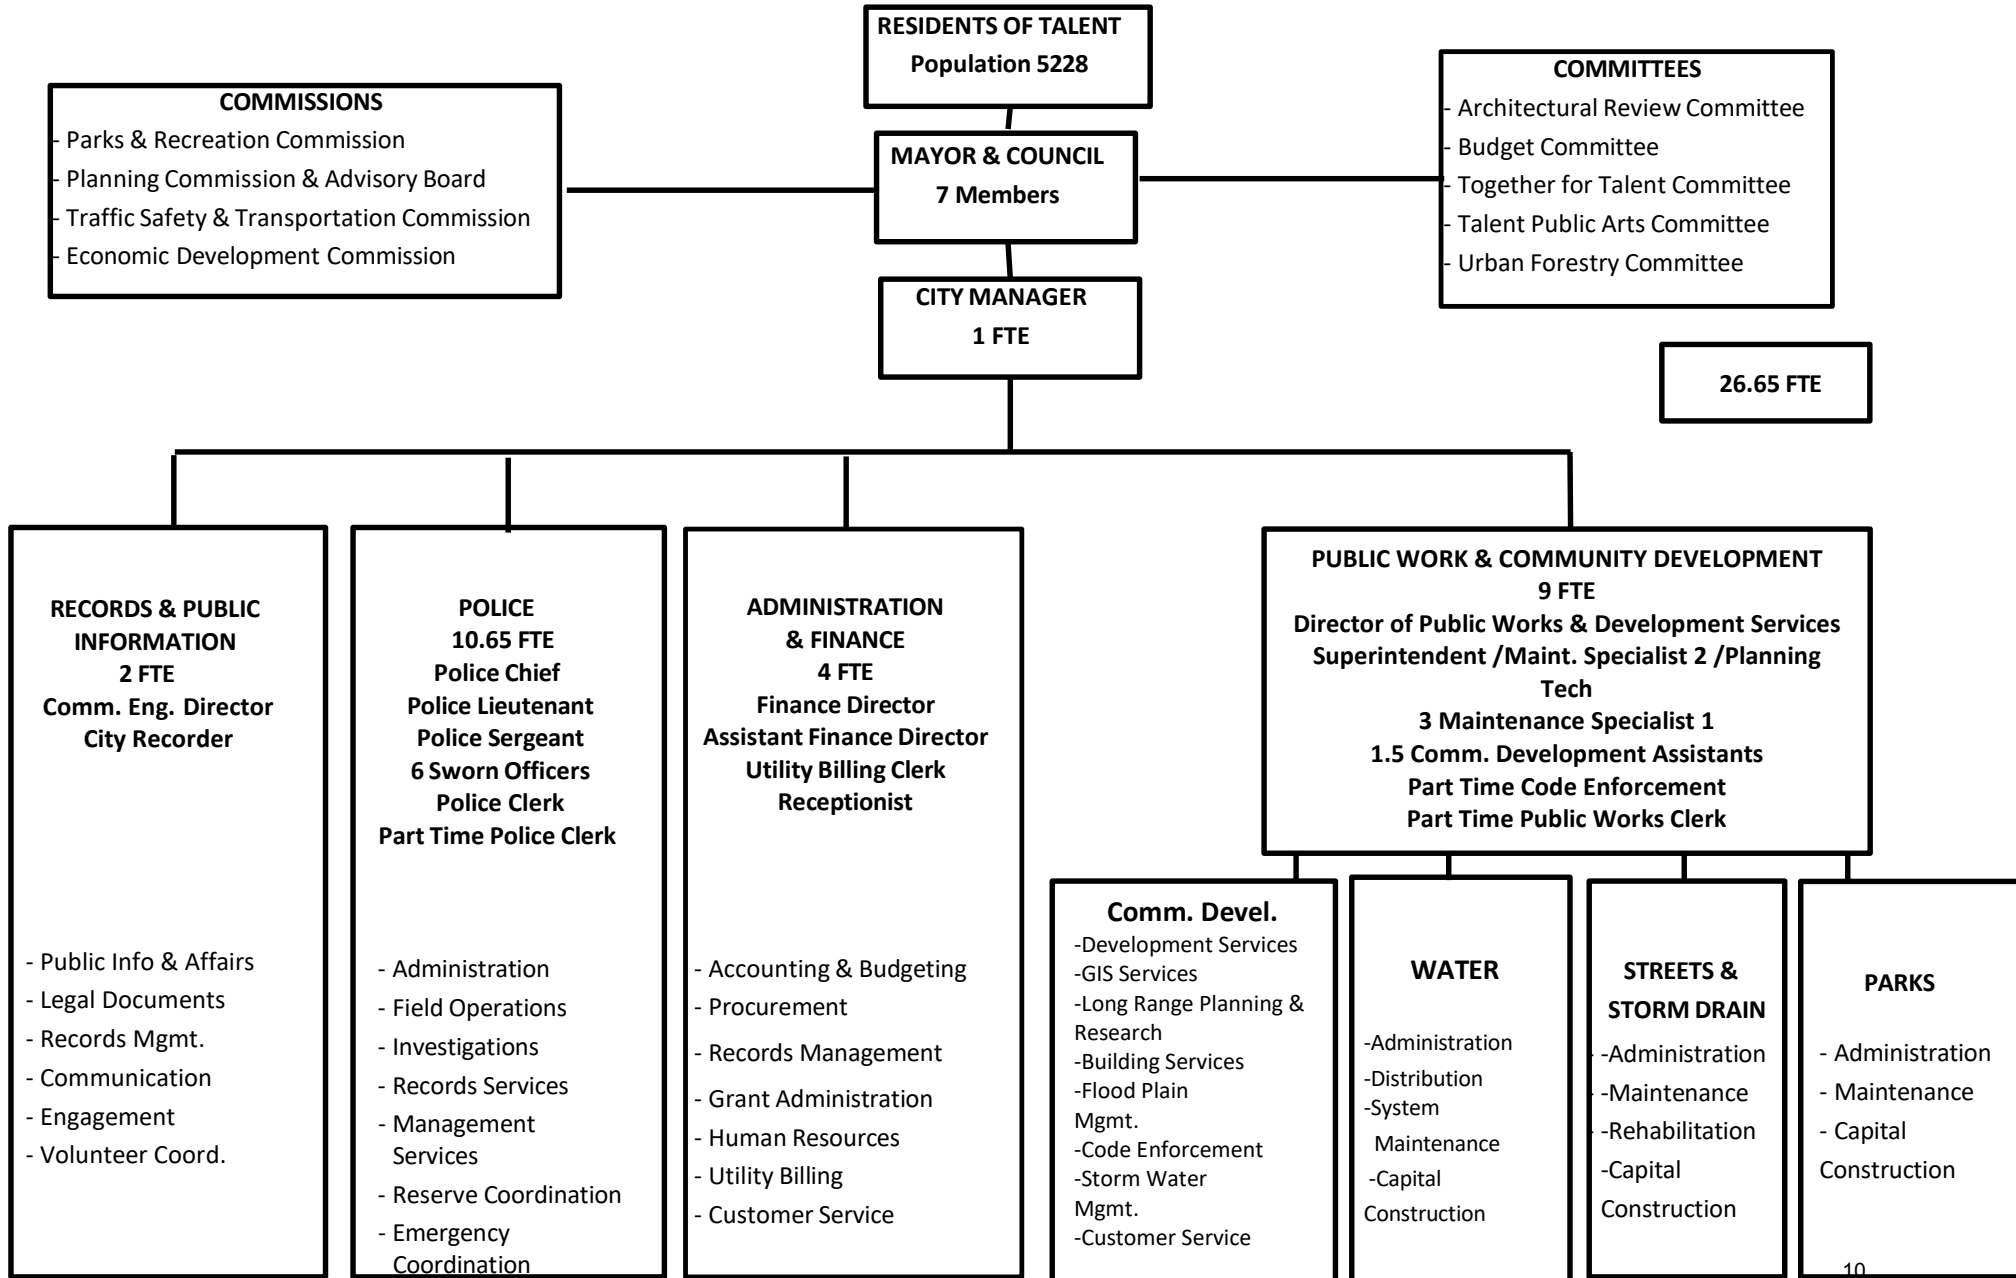 RESIDENTS OF TALENT
Population 5228
COMMISSIONS
- Parks & Recreation Commission
- Planning Commission & Advisory Board
- Traffic Safety & Transportation Commission
- Economic Development Commission
MAYOR & COUNCIL
7 Members
COMMITTEES
- Architectural Review Committee
- Budget Committee
- Together for Talent Committee
- Talent Public Arts Committee
- Urban Forestry Committee
CITY MANAGER
1 FTE
26.65 FTE
RECORDS & PUBLIC
INFORMATION
2 FTE
Comm. Eng. Director
City Recorder
- Public Info & Affairs
- Legal Documents
- Records Mgmt.
- Communication
- Engagement
- Volunteer Coord.
POLICE
10.65 FTE
Police Chief
Police Lieutenant
Police Sergeant
6 Sworn Officers
Police Clerk
Part Time Police Clerk
- Administration
- Field Operations
- Investigations
- Records Services
- Management
Services
- Reserve Coordination
- Emergency
Coordination
ADMINISTRATION
& FINANCE
4 FTE
Finance Director
Assistant Finance Director
Utility Billing Clerk
Receptionist
- Accounting & Budgeting
- Procurement
- Records Management
- Grant Administration
- Human Resources
- Utility Billing
- Customer Service
PUBLIC WORK & COMMUNITY DEVELOPMENT
9 FTE
Director of Public Works & Development Services
Superintendent /Maint. Specialist 2 /Planning
Tech
3 Maintenance Specialist 1
1.5 Comm. Development Assistants
Part Time Code Enforcement
Part Time Public Works Clerk
Comm. Devel.
-Development Services
-GIS Services
-Long Range Planning &
Research
-Building Services
-Flood Plain
Mgmt.
-Code Enforcement
-Storm Water
Mgmt.
-Customer Service
WATER
-Administration
-Distribution
-System
Maintenance
-Capital
Construction
STREETS &
STORM DRAIN
- -Administration
- -Maintenance
- -Rehabilitation
-Capital
Construction
PARKS
- Administration
- Maintenance
- Capital
Construction
10